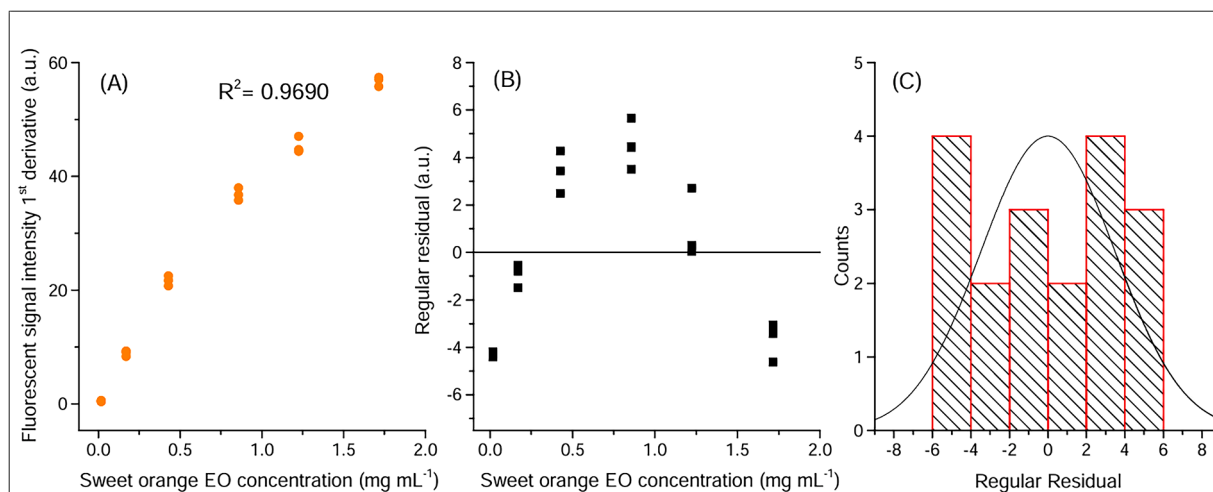 (A)
R²= 0.9690
Fluorescent signal intensity 1ˢᵗ derivative (a.u.)
60
40
20
0
0.0 0.5 1.0 1.5 2.0
Sweet orange EO concentration (mg mL⁻¹)
(B)
Regular residual (a.u.)
8
6
4
2
0
-2
-4
-6
0.0 0.5 1.0 1.5 2.0
Sweet orange EO concentration (mg mL⁻¹)
(C)
Counts
5
4
3
2
1
0
-8 -6 -4 -2 0 2 4 6 8
Regular Residual